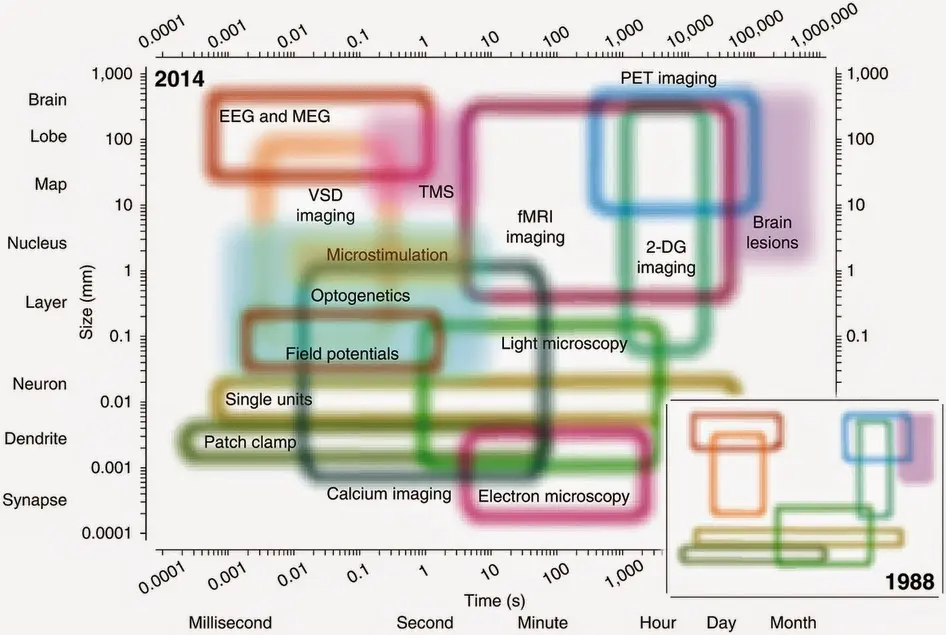 0.0001 0.001 0.01 0.1 1 10 100 1,000 10,000 100,000 1,000,000
2014
PET imaging
1,000
100
10
1
0.1
0.01
0.001
0.0001
Brain
Lobe
Map
Nucleus
Layer
Neuron
Dendrite
Synapse
Size (mm)
EEG and MEG
VSD
imaging
TMS
fMRI
imaging
2-DG
imaging
Brain
lesions
Microstimulation
Optogenetics
Field potentials
Light microscopy
Single units
Patch clamp
Calcium imaging
Electron microscopy
1,000
100
10
1
0.1
1988
0.0001 0.001 0.01 0.1 1 10 100 1,000
Time (s)
Millisecond Second Minute Hour Day Month